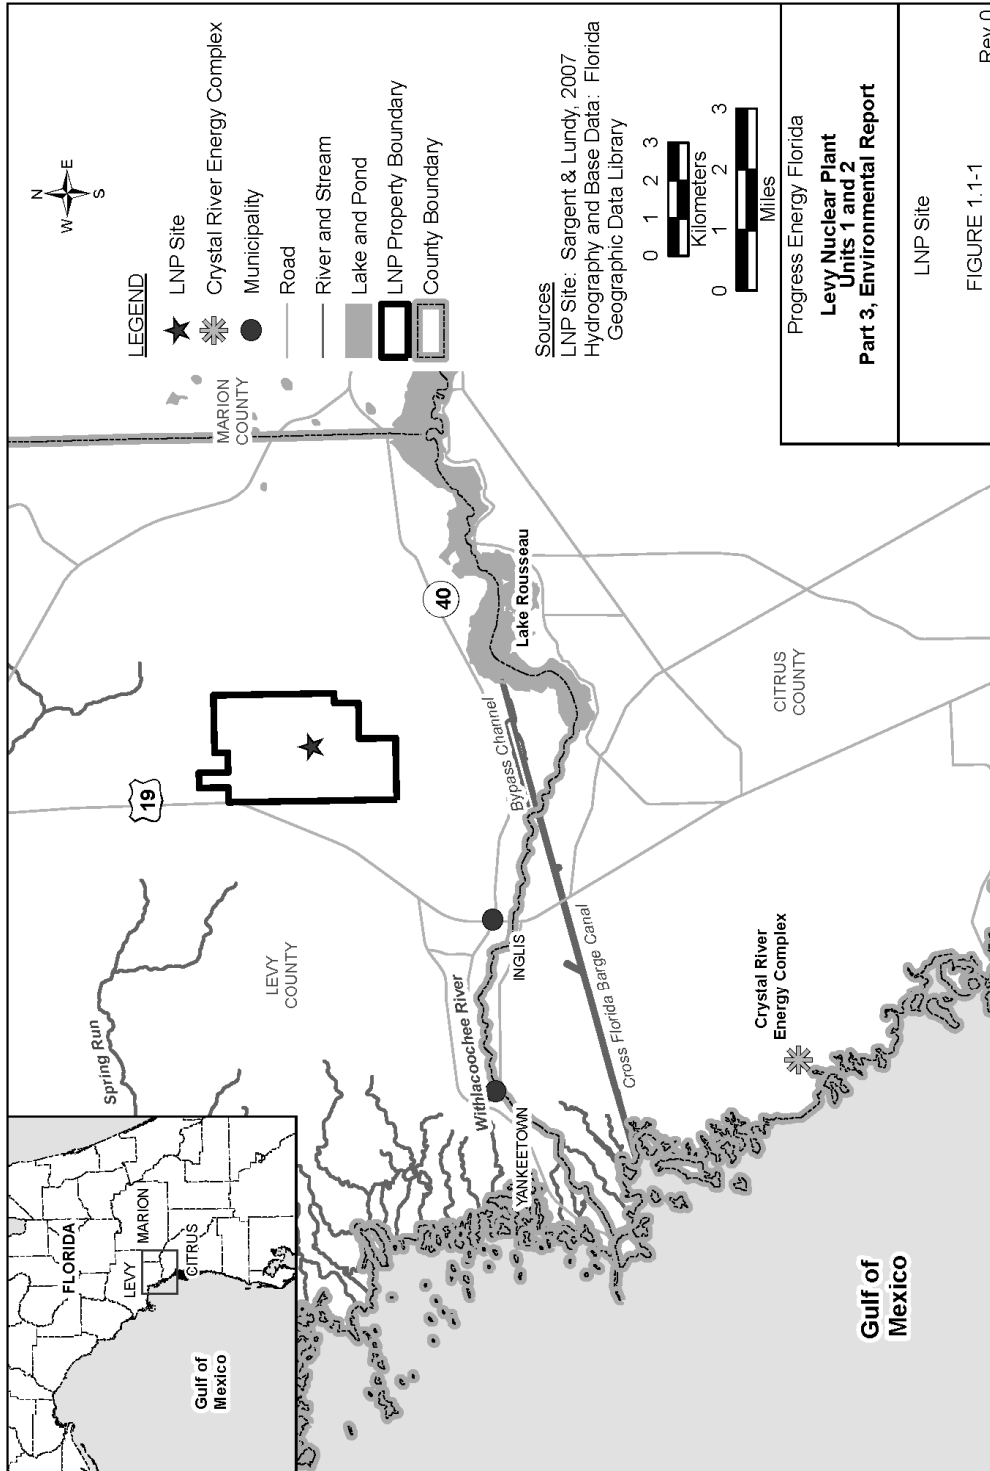 FLORIDA
LEVY
MARION
CITRUS
Gulf of
Mexico
Spring Run
LEVY
COUNTY
19
MARION
COUNTY
40
Withlacoochee River
YANKEETOWN
INGLIS
Bypass Channel
Lake Rousseau
Cross Florida Barge Canal
CITRUS
COUNTY
Crystal River
Energy Complex
Gulf of
Mexico
N
W
E
S
LEGEND
LNP Site
Crystal River Energy Complex
Municipality
Road
River and Stream
Lake and Pond
LNP Property Boundary
County Boundary
Sources
LNP Site: Sargent & Lundy, 2007
Hydrography and Base Data: Florida
Geographic Data Library
0 1 2 3
Kilometers
0 1 2 3
Miles
Progress Energy Florida
Levy Nuclear Plant
Units 1 and 2
Part 3, Environmental Report
LNP Site
FIGURE 1.1-1
Rev 0